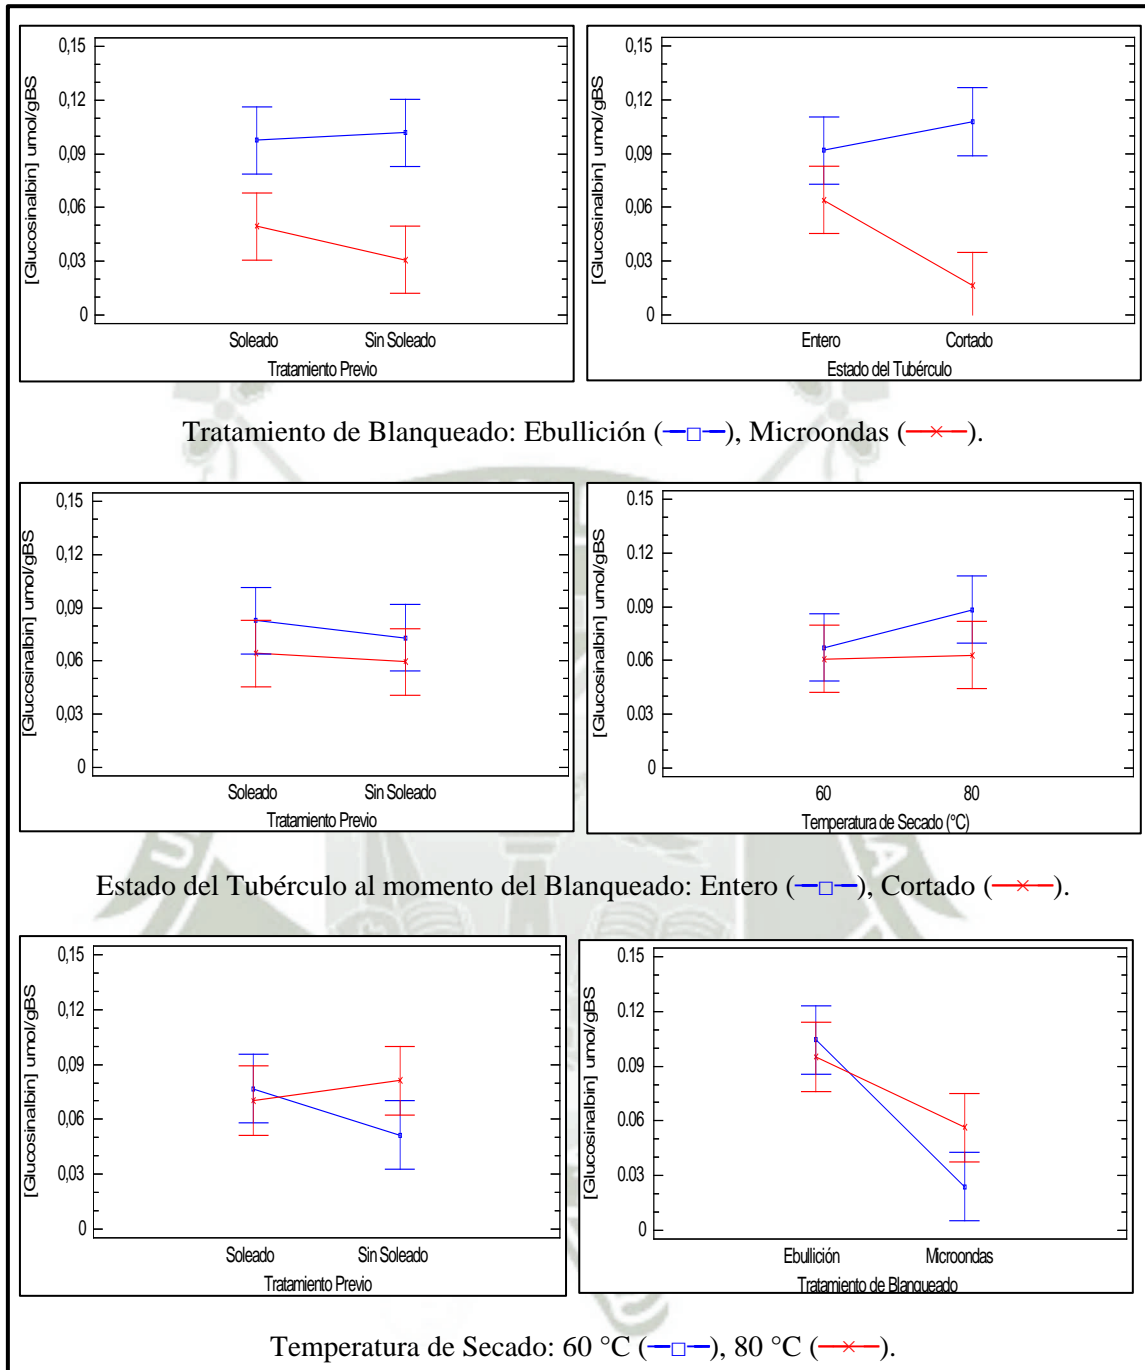 0,15
0,12
0,09
0,06
0,03
0
[Glucosinalbin] umol/gBS
Soleado Sin Soleado
Tratamiento Previo
0,15
0.12
0.09
0.06
0.03
0
[Glucosinalbin] umol/gBS
Entero Cortado
Estado del Tubérculo
Tratamiento de Blanqueado: Ebullición (—□—), Microondas (—×—).
0,15
0,12
0.09
0.06
0.03
0
[Glucosinalbin] umol/gBS
Soleado Sin Soleado
Tratamiento Previo
0,15
0.12
0.09
0.06
0.03
0
[Glucosinalbin] umol/gBS
60 80
Temperatura de Secado (°C)
Estado del Tubérculo al momento del Blanqueado: Entero (—□—), Cortado (—×—).
0,15
0,12
0,09
0,06
0,03
0
[Glucosinalbin] umol/gBS
Soleado Sin Soleado
Tratamiento Previo
0.15
0.12
0.09
0.06
0.03
0
[Glucosinalbin] umol/gBS
Ebullición Microondas
Tratamiento de Blanqueado
Temperatura de Secado: 60 °C (—□—), 80 °C (—×—).